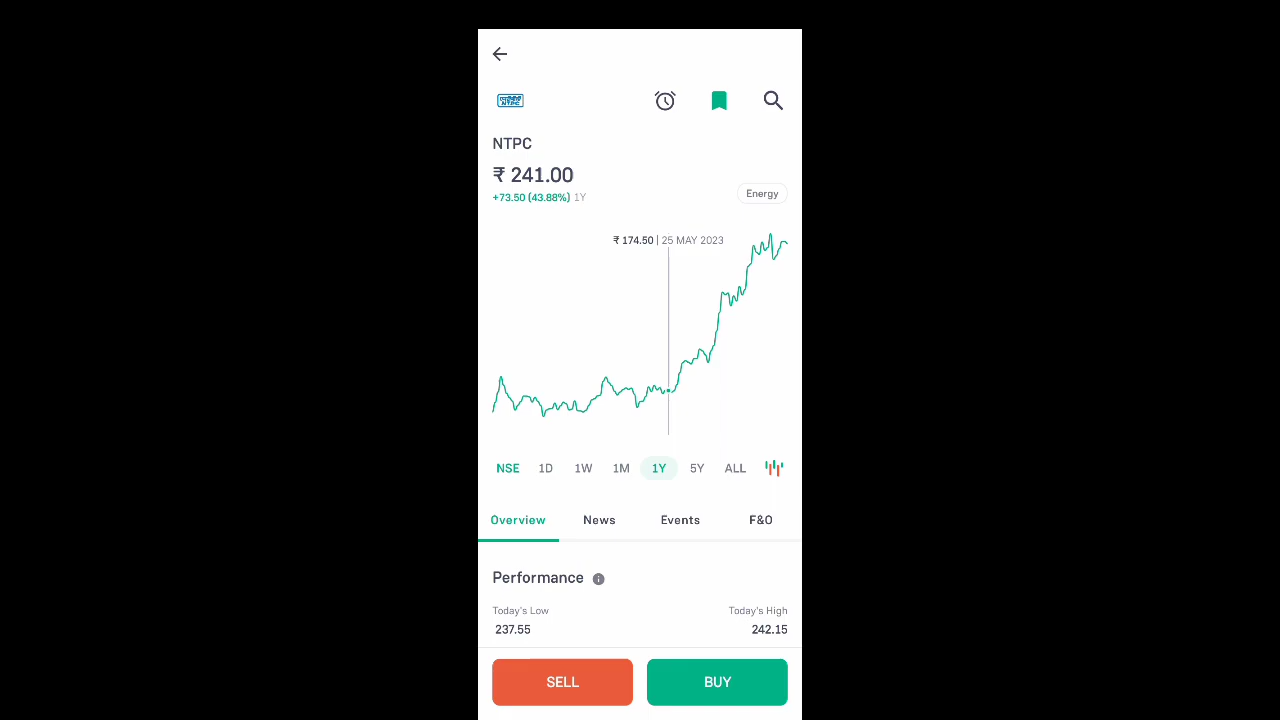 NTPC
NTPC
₹ 241.00
+73.50 (43.88%) 1Y
Energy
₹ 174.50 | 25 MAY 2023
NSE 1D 1W 1M 1Y 5Y ALL
Overview News Events F&O
Performance
Today's Low Today's High
237.55 242.15
SELL BUY